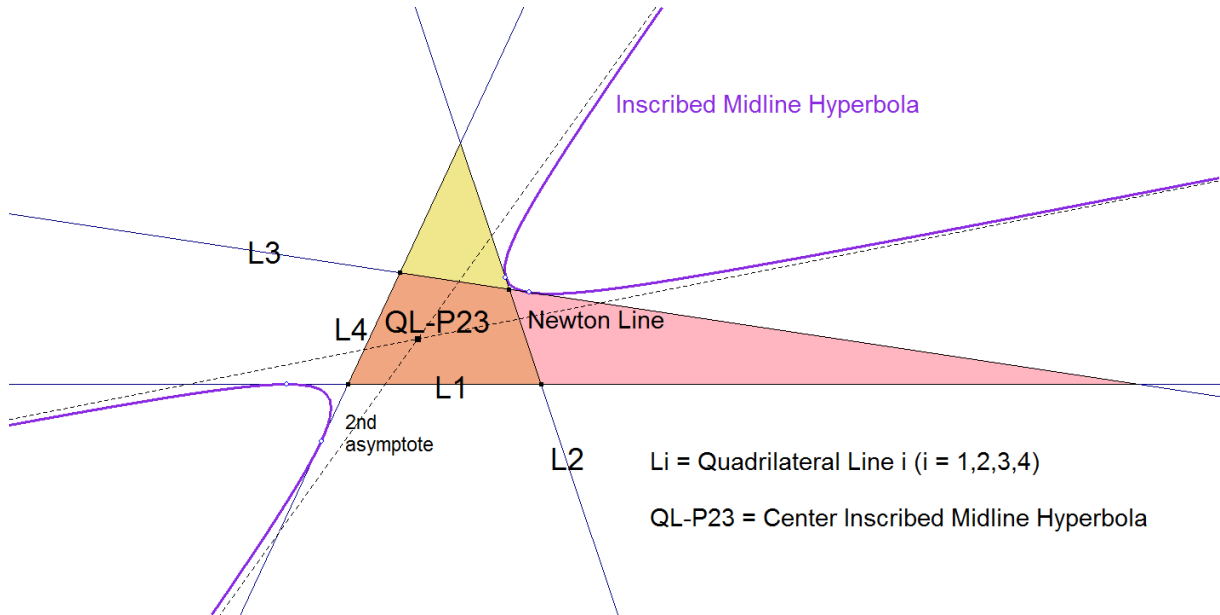 Inscribed Midline Hyperbola
L3
L4
QL-P23
Newton Line
L1
2nd
asymptote
L2
Li = Quadrilateral Line i (i = 1,2,3,4)
QL-P23 = Center Inscribed Midline Hyperbola